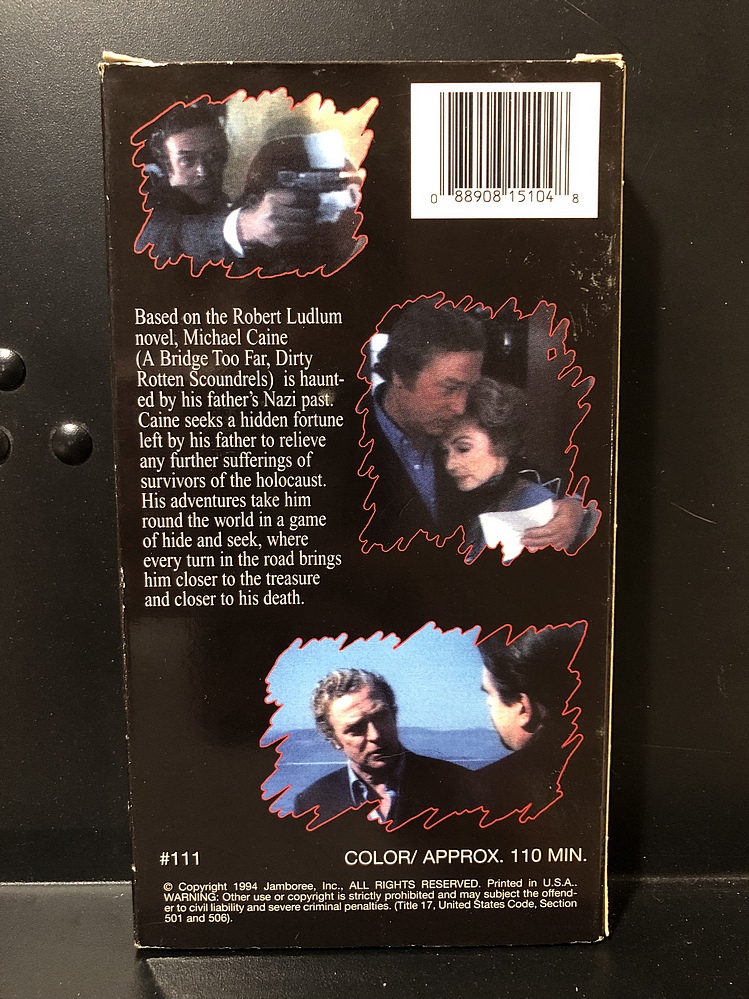 0 88908 15104 8
Based on the Robert Ludlum
novel, Michael Caine
(A Bridge Too Far, Dirty
Rotten Scoundrels) is haunt-
ed by his father's Nazi past.
Caine seeks a hidden fortune
left by his father to relieve
any further sufferings of
survivors of the holocaust.
His adventures take him
round the world in a game
of hide and seek, where
every turn in the road brings
him closer to the treasure
and closer to his death.
#111
COLOR/ APPROX. 110 MIN.
© Copyright 1994 Jamboree, Inc., ALL RIGHTS RESERVED. Printed in U.S.A..
WARNING: Other use or copyright is strictly prohibited and may subject the offend-
er to civil liability and severe criminal penalties. (Title 17, United States Code, Section
501 and 506).